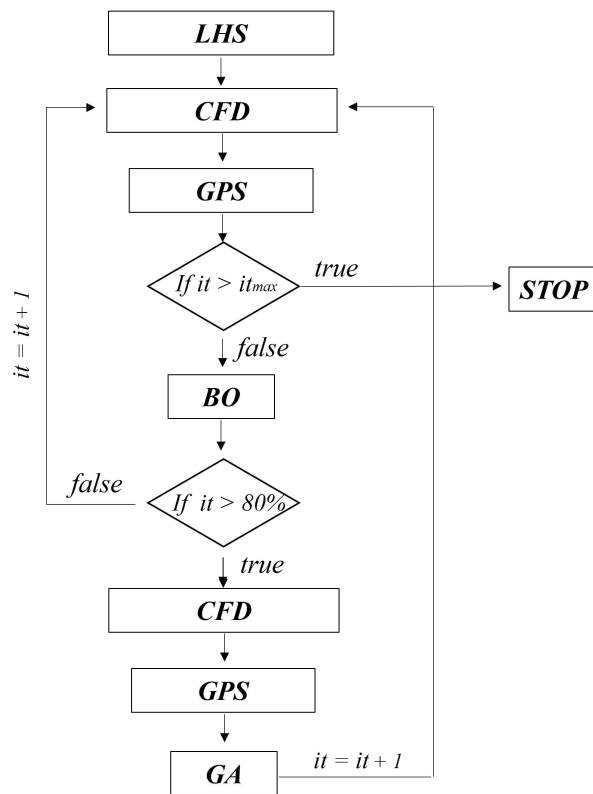 LHS
CFD
GPS
If it > itmax
true
STOP
false
BO
it = it + 1
false
If it > 80%
true
CFD
GPS
GA
it = it + 1